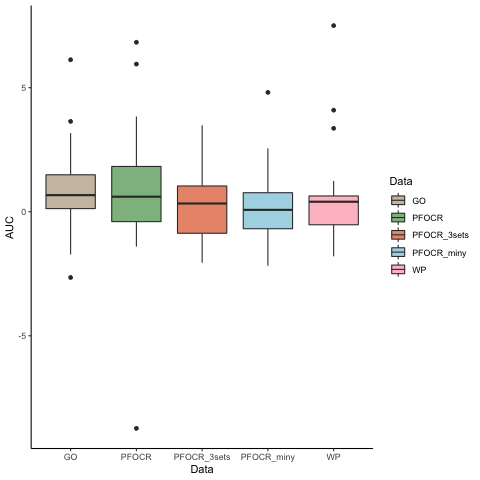 AUC
5
0
-5
GO PFOCR PFOCR_3sets PFOCR_miny WP
Data
Data
GO
PFOCR
PFOCR_3sets
PFOCR_miny
WP